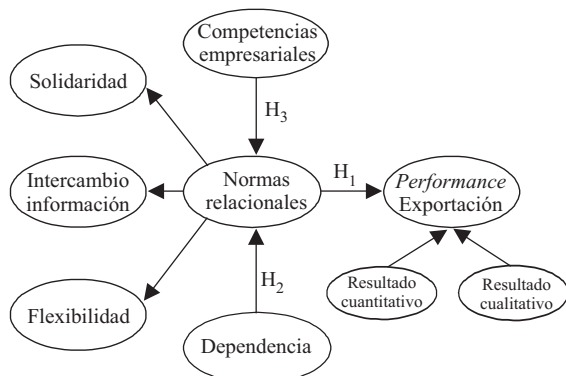 Competencias
empresariales
Solidaridad
H3
Intercambio
información
Normas
relacionales
H1
Performance
Exportación
H2
Resultado
cuantitativo
Resultado
cualitativo
Flexibilidad
Dependencia